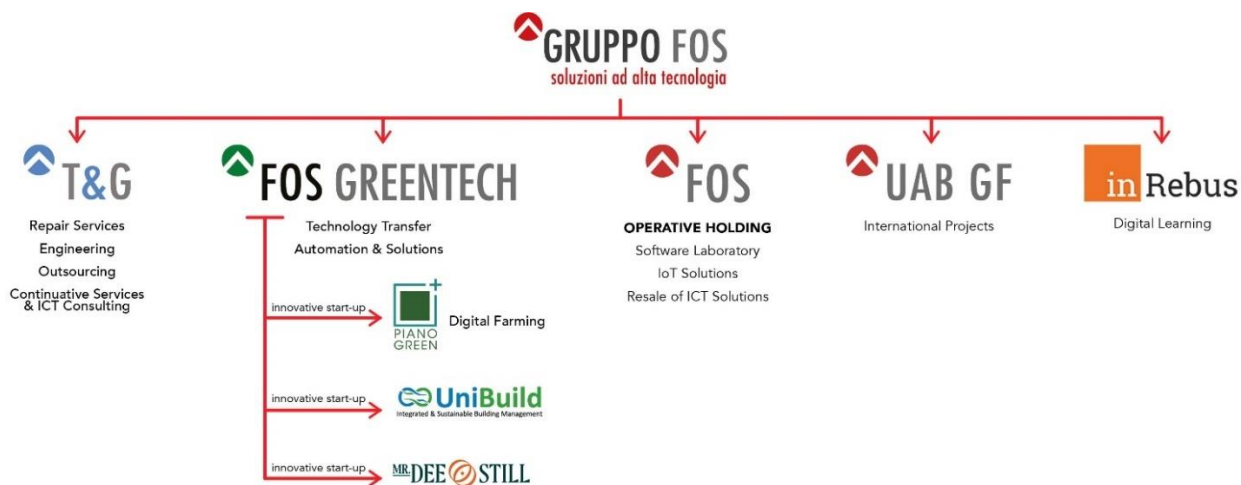 GRUPPO FOS
soluzioni ad alta tecnologia
T&G
Repair Services
Engineering
Outsourcing
Continuative Services
& ICT Consulting
FOS GREENTECH
Technology Transfer
Automation & Solutions
innovative start-up
PIANO
GREEN
Digital Farming
innovative start-up
UniBuild
Integrated & Sustainable Building Management
innovative start-up
MR. DEE STILL
FOS
OPERATIVE HOLDING
Software Laboratory
IoT Solutions
Resale of ICT Solutions
UAB GF
International Projects
in Rebus
Digital Learning